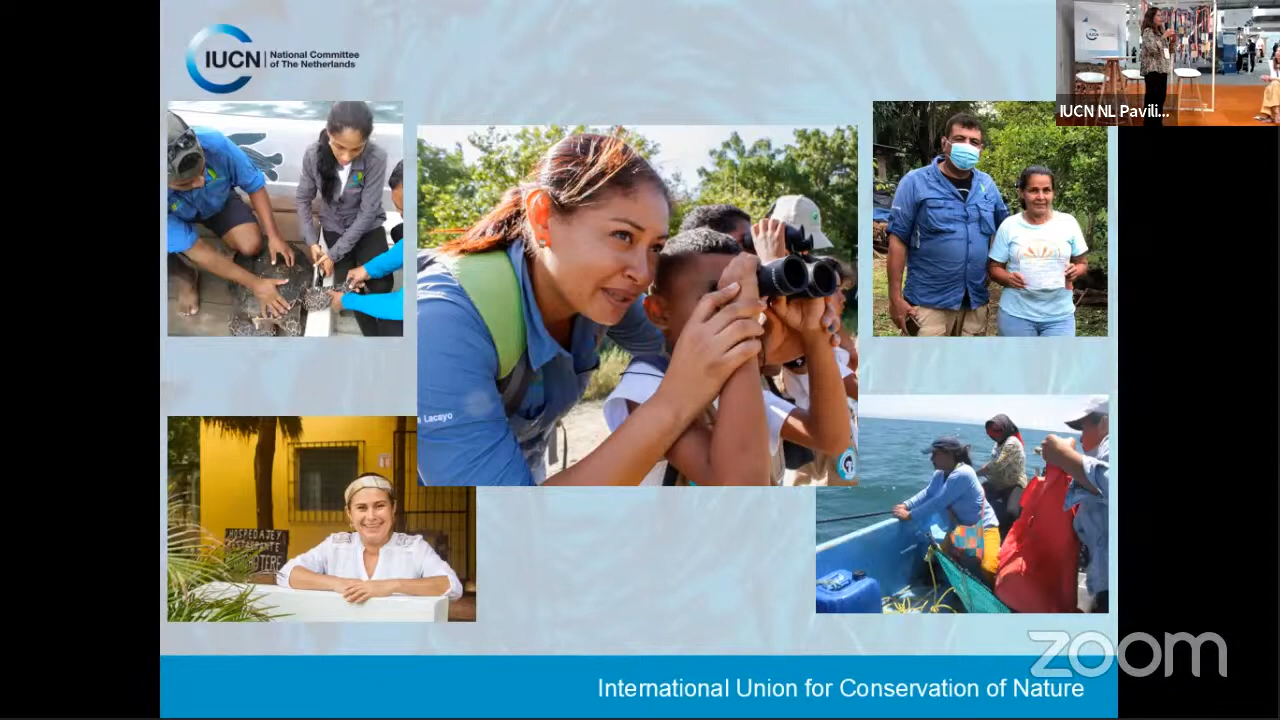 IUCN
National Committee
of The Netherlands
IUCN NL Pavili...
IUCN
Lacayo
HOSPEDAJE Y
RESTAURANTE
International Union for Conservation of Nature
zoom